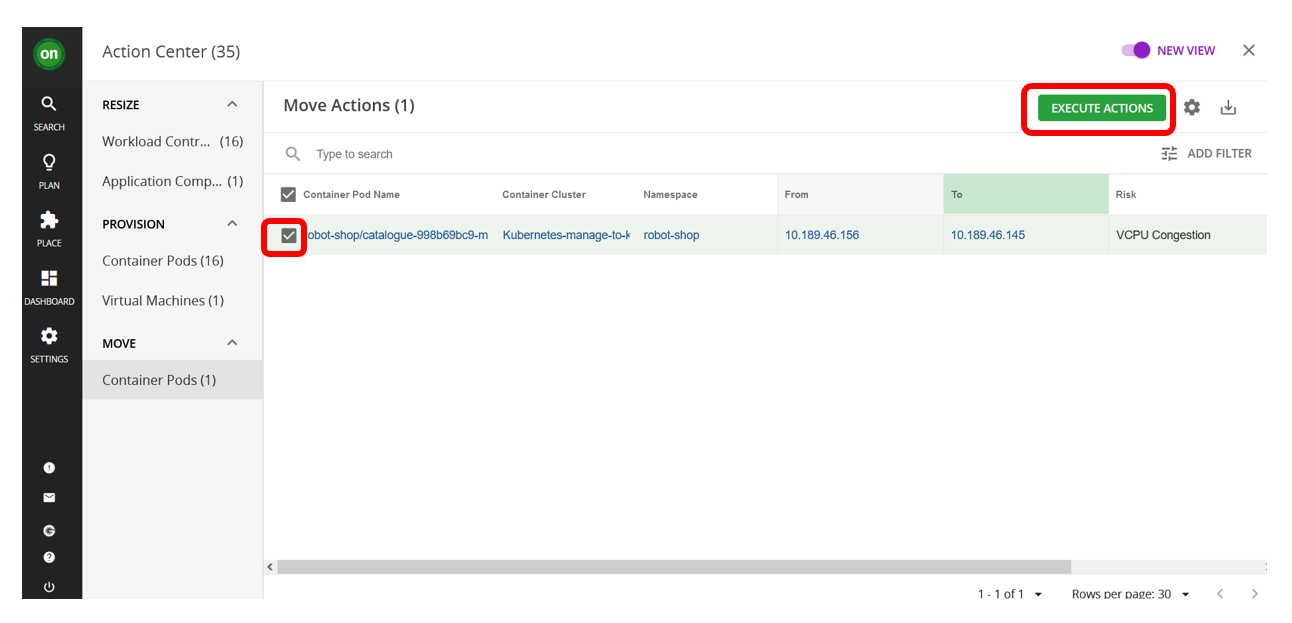 on
Action Center (35)
NEW VIEW
SEARCH
PLAN
PLACE
DASHBOARD
SETTINGS
RESIZE
Workload Contr... (16)
Application Comp... (1)
PROVISION
Container Pods (16)
Virtual Machines (1)
MOVE
Container Pods (1)
Move Actions (1)
EXECUTE ACTIONS
Type to search
ADD FILTER
Container Pod Name Container Cluster Namespace From To Risk
robot-shop/catalogue-998b69bc9-m Kubernetes-manage-to-k robot-shop 10.189.46.156 10.189.46.145 VCPU Congestion
1 - 1 of 1 Rows per page: 30